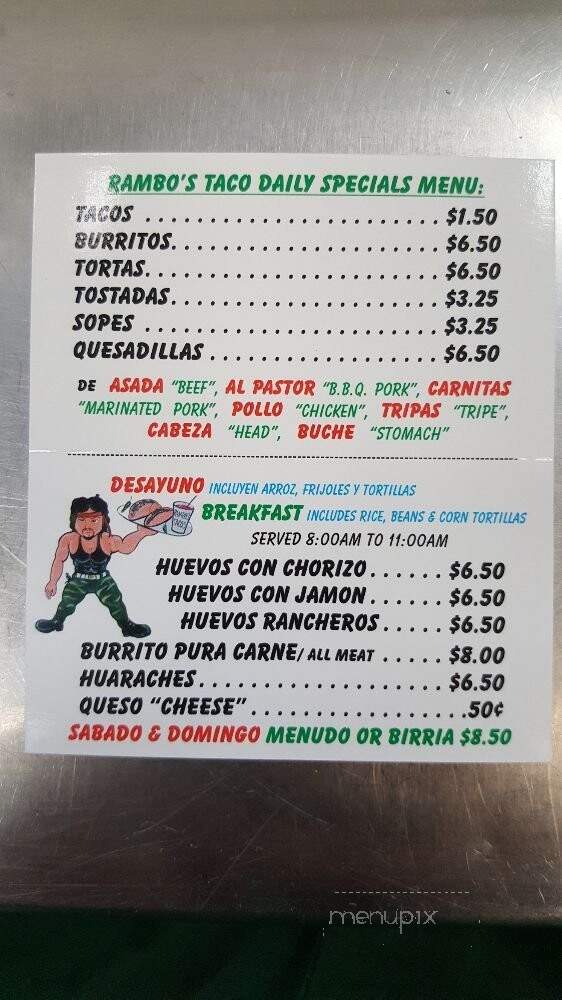 RAMBO'S TACO DAILY SPECIALS MENU:
TACOS ........................ $1.50
BURRITOS...................... $6.50
TORTAS........................ $6.50
TOSTADAS...................... $3.25
SOPES ........................ $3.25
QUESADILLAS .................. $6.50
DE ASADA "BEEF", AL PASTOR "B.B.Q. PORK", CARNITAS
"MARINATED PORK", POLLO "CHICKEN", TRIPAS "TRIPE",
CABEZA "HEAD", BUCHE "STOMACH"
DESAYUNO INCLUYEN ARROZ, FRIJOLES Y TORTILLAS
BREAKFAST INCLUDES RICE, BEANS & CORN TORTILLAS
SERVED 8:00AM TO 11:00AM
HUEVOS CON CHORIZO...... $6.50
HUEVOS CON JAMON...... $6.50
HUEVOS RANCHEROS..... $6.50
BURRITO PURA CARNE/ ALL MEAT ..... $8.00
HUARACHES.................... $6.50
QUESO "CHEESE".................50¢
SABADO & DOMINGO MENUDO OR BIRRIA $8.50
menupix